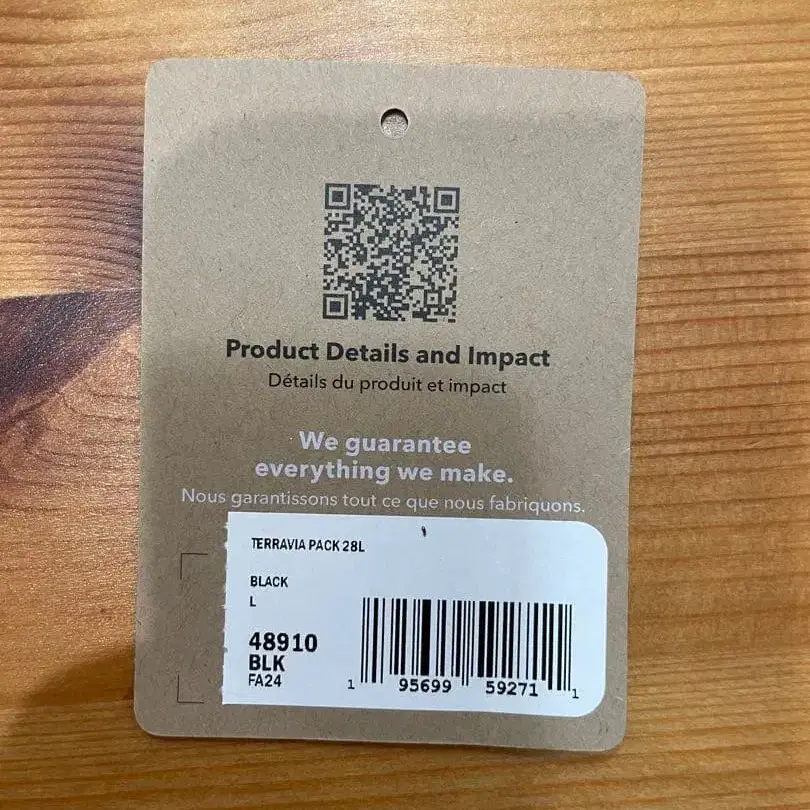 Product Details and Impact
Détails du produit et impact
We guarantee
everything we make.
Nous garantissons tout ce que nous fabriquons.
TERRAVIA PACK 28L
BLACK
L
48910
BLK
FA24
1 95699 59271 1